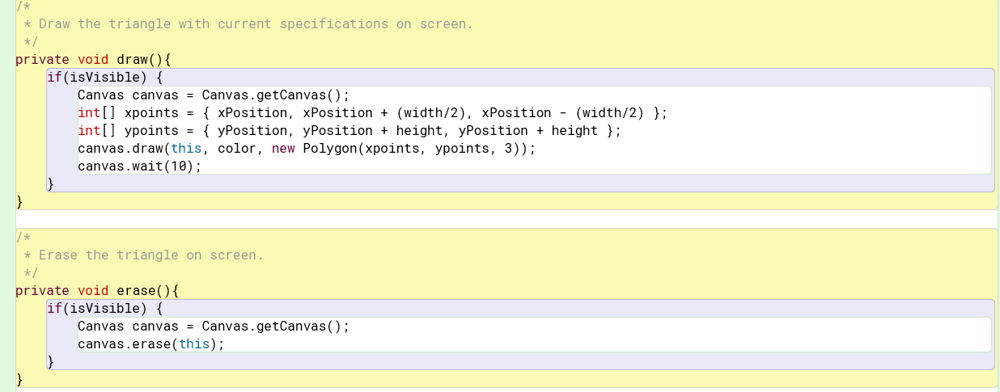 /*
 * Draw the triangle with current specifications on screen.
 */
private void draw(){
    if(isVisible) {
        Canvas canvas = Canvas.getCanvas();
        int[] xpoints = { xPosition, xPosition + (width/2), xPosition - (width/2) };
        int[] ypoints = { yPosition, yPosition + height, yPosition + height };
        canvas.draw(this, color, new Polygon(xpoints, ypoints, 3));
        canvas.wait(10);
    }
}

/*
 * Erase the triangle on screen.
 */
private void erase(){
    if(isVisible) {
        Canvas canvas = Canvas.getCanvas();
        canvas.erase(this);
    }
}